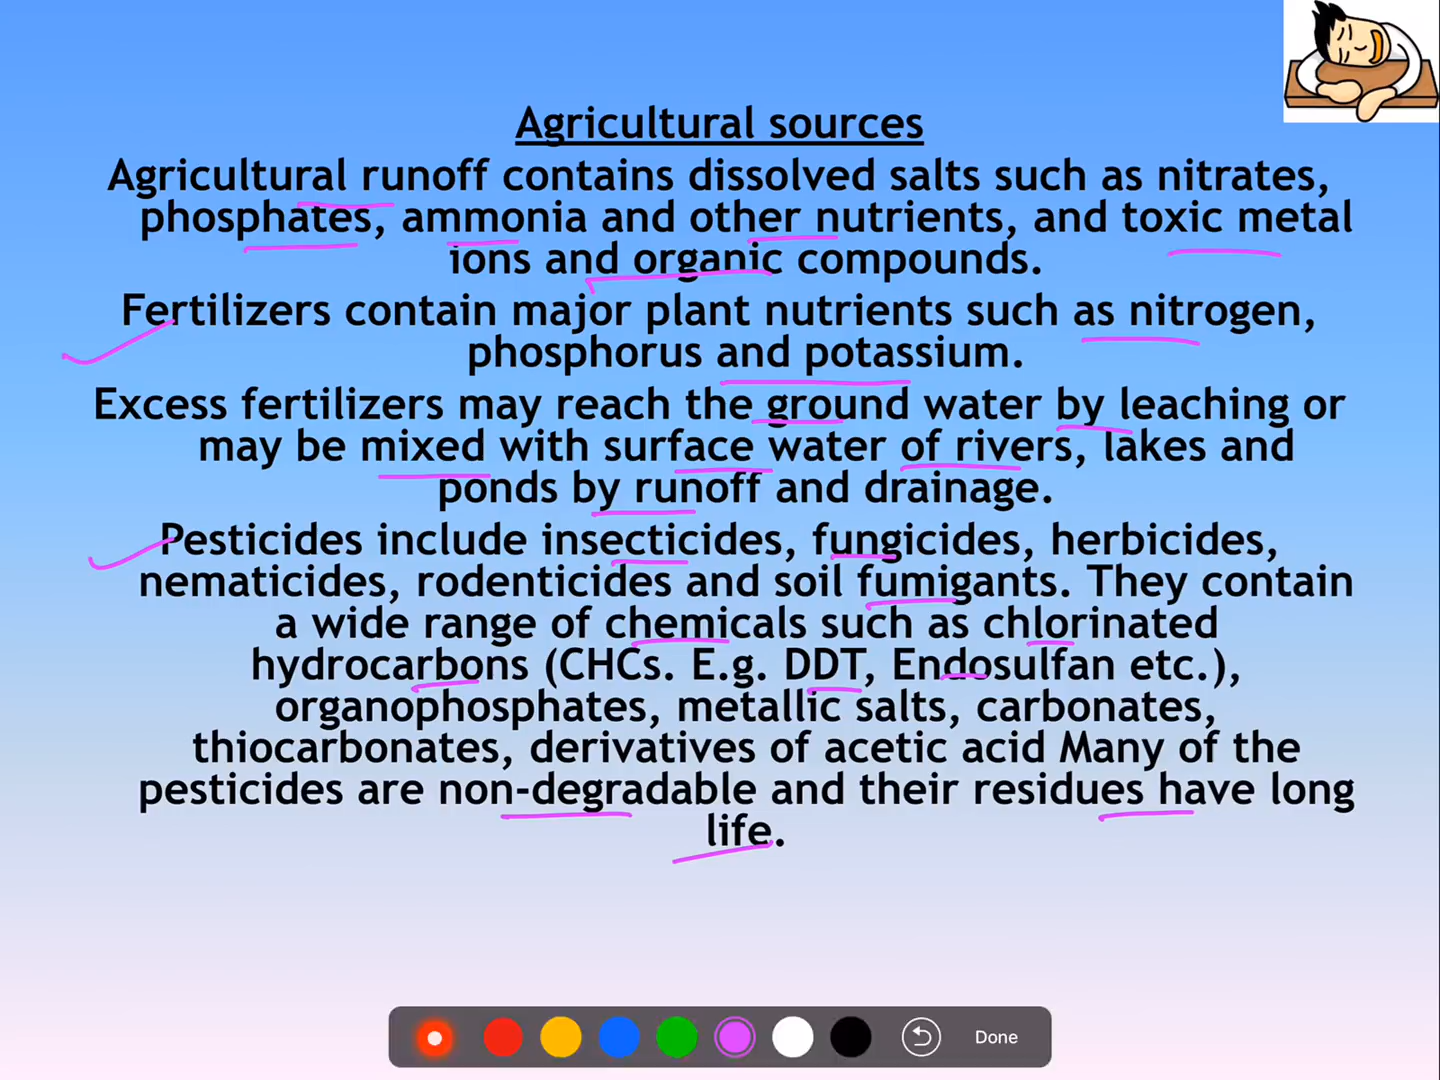 Agricultural sources
Agricultural runoff contains dissolved salts such as nitrates,
phosphates, ammonia and other nutrients, and toxic metal
ions and organic compounds.
Fertilizers contain major plant nutrients such as nitrogen,
phosphorus and potassium.
Excess fertilizers may reach the ground water by leaching or
may be mixed with surface water of rivers, lakes and
ponds by runoff and drainage.
Pesticides include insecticides, fungicides, herbicides,
nematicides, rodenticides and soil fumigants. They contain
a wide range of chemicals such as chlorinated
hydrocarbons (CHCs. E.g. DDT, Endosulfan etc.),
organophosphates, metallic salts, carbonates,
thiocarbonates, derivatives of acetic acid Many of the
pesticides are non-degradable and their residues have long
life.
Done